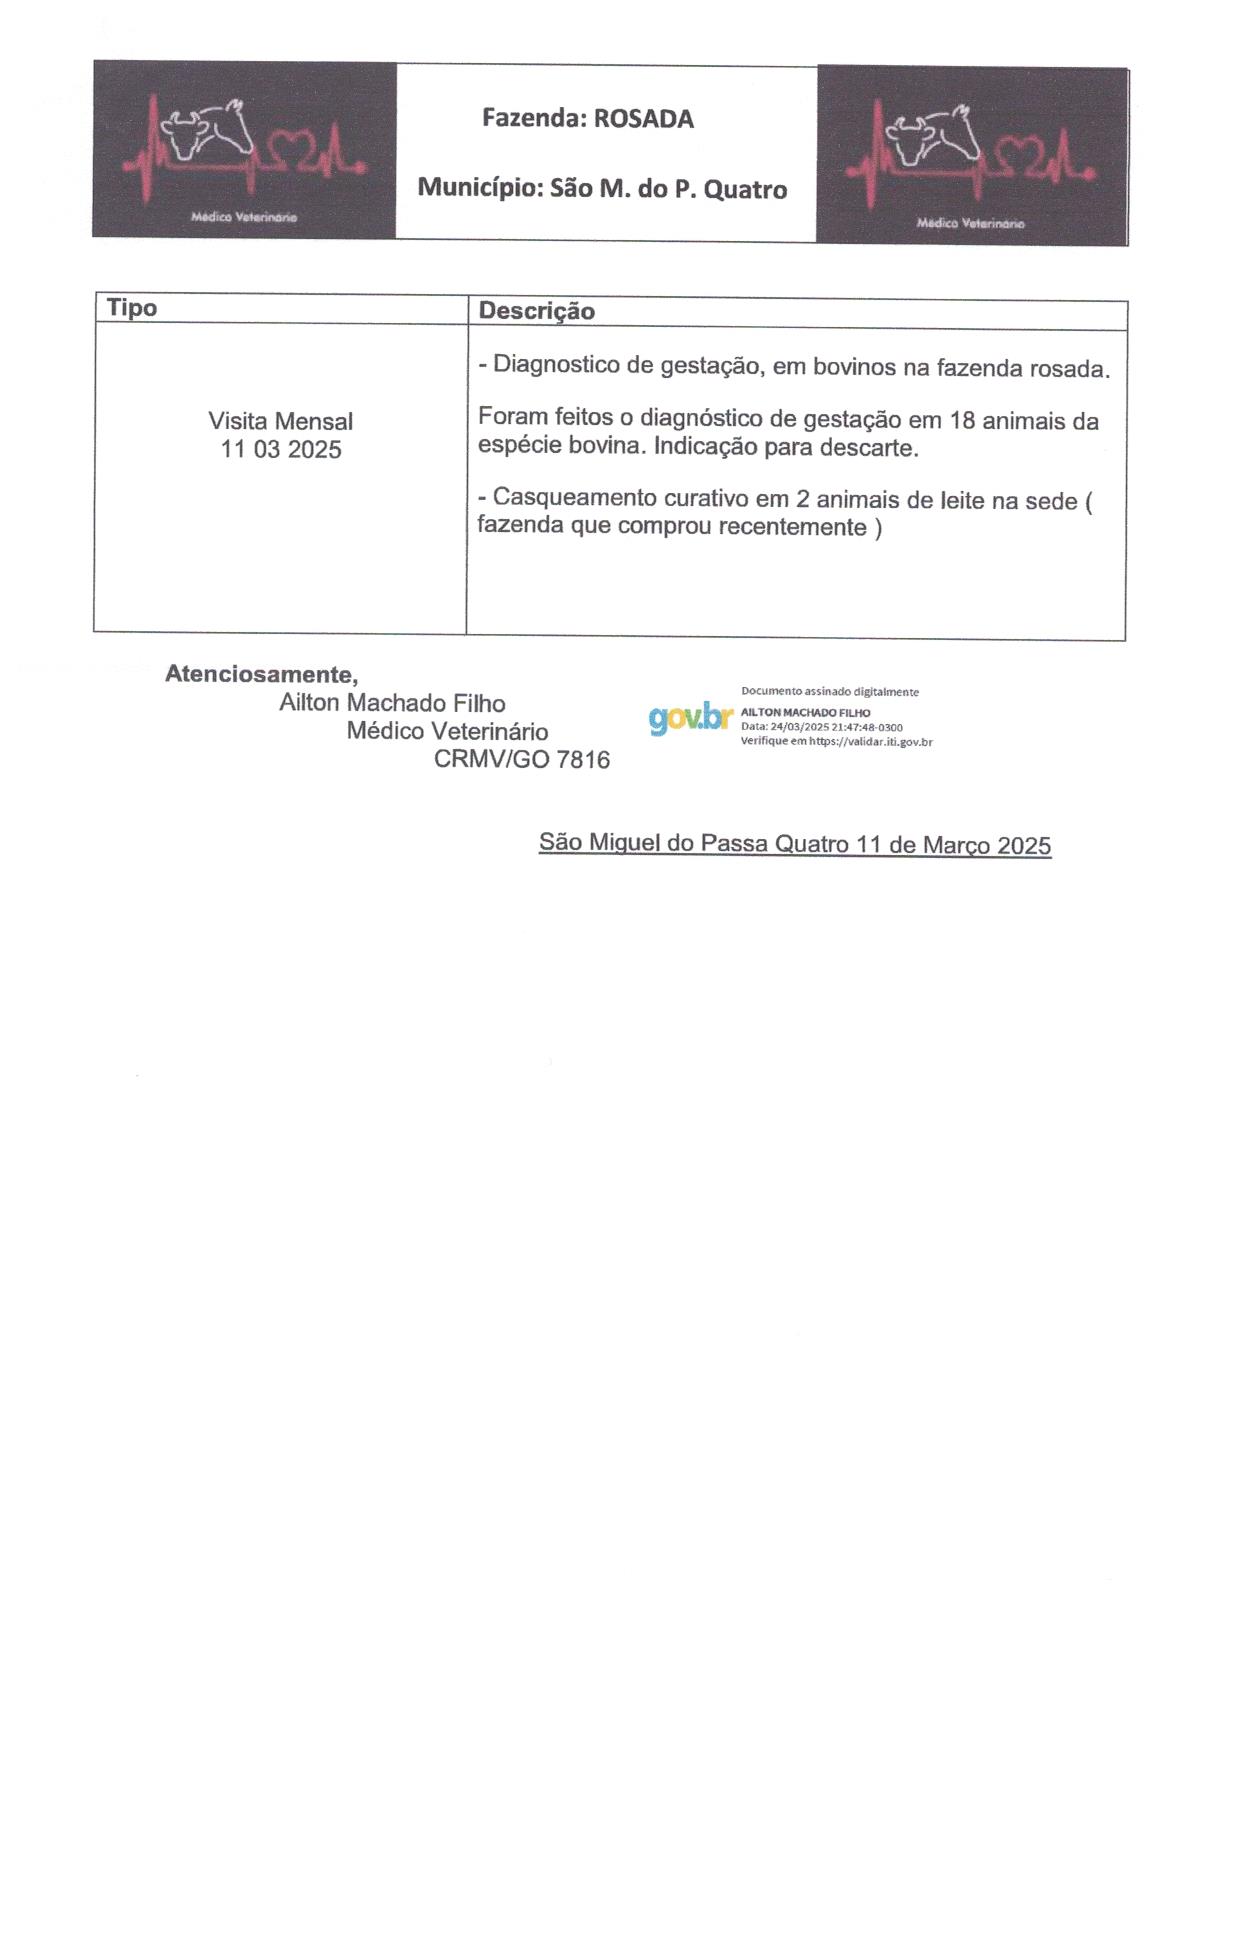 Médico Veterinário
Fazenda: ROSADA
Município: São M. do P. Quatro
Médico Veterinário
Tipo
Descrição
Visita Mensal
11 03 2025
- Diagnostico de gestação, em bovinos na fazenda rosada.
Foram feitos o diagnóstico de gestação em 18 animais da
espécie bovina. Indicação para descarte.
- Casqueamento curativo em 2 animais de leite na sede (
fazenda que comprou recentemente )
Atenciosamente,
Ailton Machado Filho
Médico Veterinário
CRMV/GO 7816
gov.br
Documento assinado digitalmente
AILTON MACHADO FILHO
Data: 24/03/2025 21:47:48-0300
Verifique em https://validar.iti.gov.br
São Miguel do Passa Quatro 11 de Março 2025